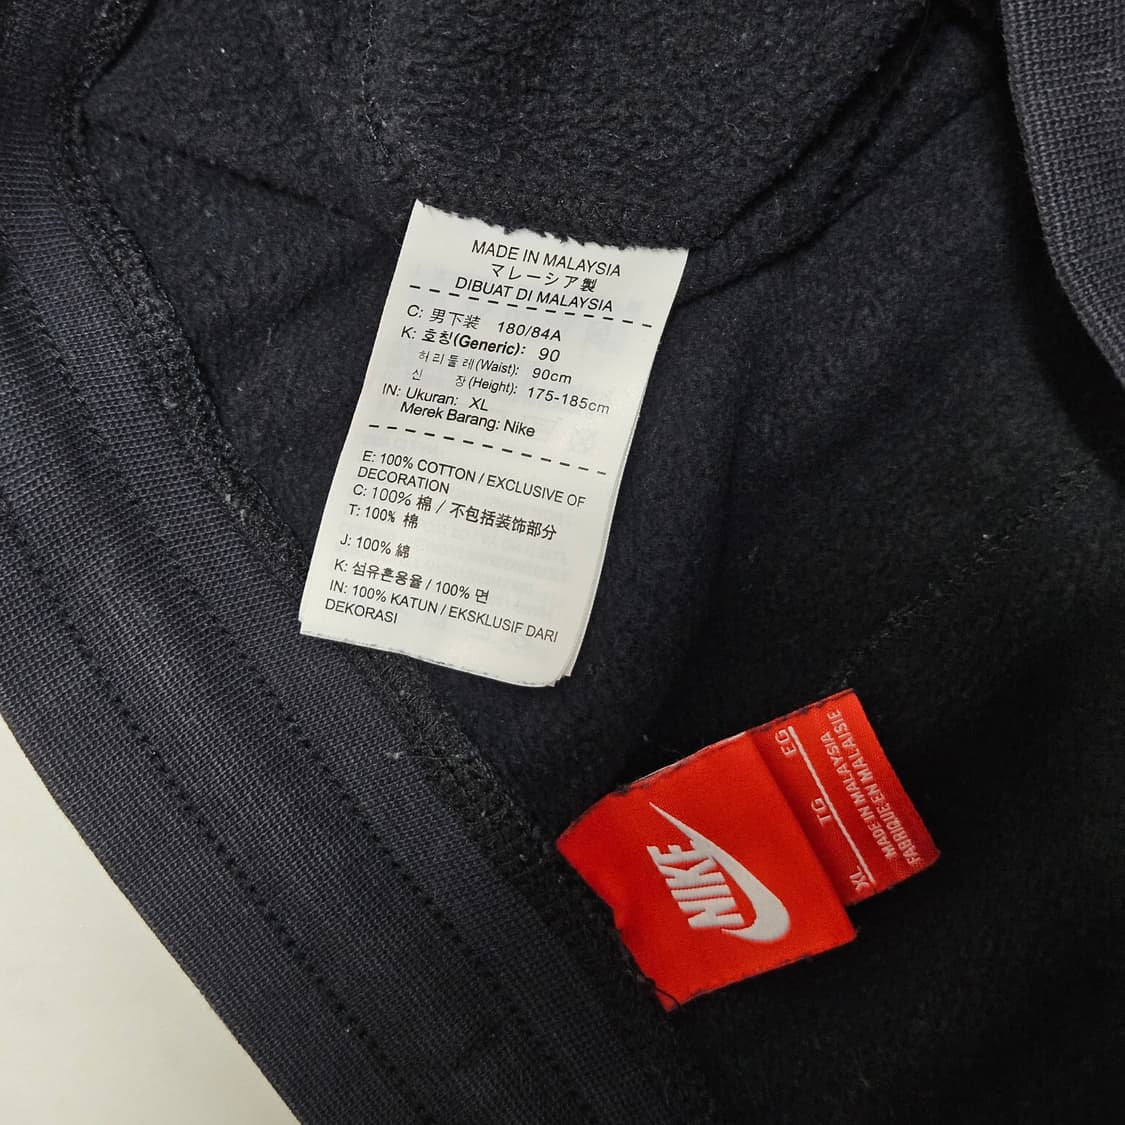 MADE IN MALAYSIA
マレーシア製
DIBUAT DI MALAYSIA
C: 男下装 180/84A
K: 호칭(Generic): 90
허리둘레(Waist): 90cm
신 장(Height): 175-185cm
IN: Ukuran: XL
Merek Barang: Nike
E: 100% COTTON / EXCLUSIVE OF
DECORATION
C: 100% 棉 / 不包括装饰部分
T: 100% 棉
J: 100% 綿
K: 섬유혼용율 / 100% 면
IN: 100% KATUN / EKSKLUSIF DARI
DEKORASI
NIKE
EG
TG
XL
MADE IN MALAYSIA
FABRIQUÉ EN MALAISIE